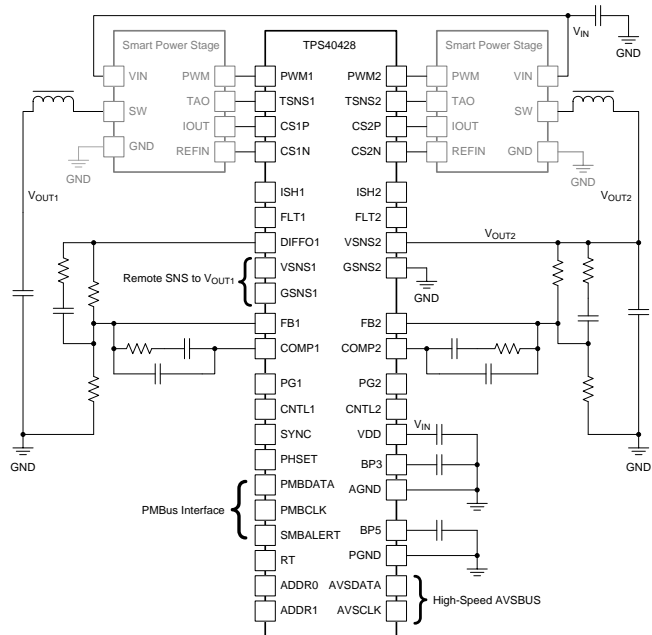 VIN
GND
Smart Power Stage
TPS40428
Smart Power Stage
VIN PWM PWM1 PWM2 PWM VIN
TAO TSNS1 TSNS2 TAO
SW SW
IOUT CS1P CS2P IOUT
GND REFIN CS1N CS2N REFIN GND
GND GND
VOUT1 ISH1 ISH2 VOUT2
FLT1 FLT2
DIFFO1 VSNS2 VOUT2
Remote SNS to VOUT1
VSNS1 GSNS2
GSNS1 GND
FB1 FB2
COMP1 COMP2
PG1 PG2
CNTL1 CNTL2
GND SYNC VDD VIN GND
PHSET BP3
PMBus Interface
PMBDATA AGND
PMBCLK
SMBALERT BP5
RT PGND
ADDR0 AVSDATA
ADDR1 AVSCLK
High-Speed AVSBUS